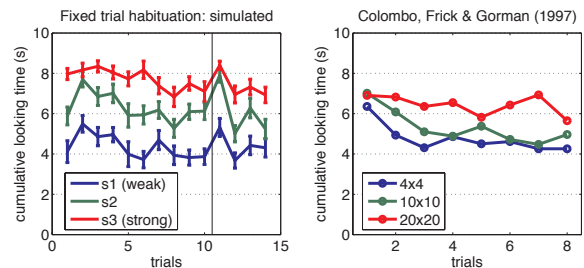 Fixed trial habituation: simulated
cumulative looking time (s)
10
8
6
4
2
0
s1 (weak)
s2
s3 (strong)
0 5 10 15
trials
Colombo, Frick & Gorman (1997)
cumulative looking time (s)
10
8
6
4
2
0
4x4
10x10
20x20
2 4 6 8
trials